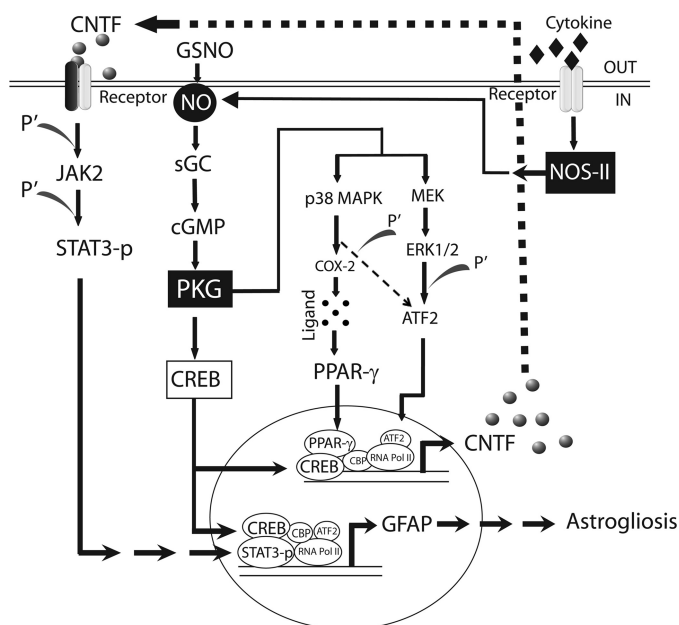 CNTF
GSNO
Cytokine
OUT
Receptor
NO
Receptor
IN
P'
JAK2
P'
STAT3-p
sGC
cGMP
PKG
CREB
p38 MAPK
MEK
NOS-II
P'
COX-2
ERK1/2
P'
Ligand
ATF2
PPAR-γ
PPAR-γ
ATF2
CREB
CBP
RNA Pol II
CNTF
CREB
CBP
ATF2
STAT3-p
RNA Pol II
GFAP
Astrogliosis